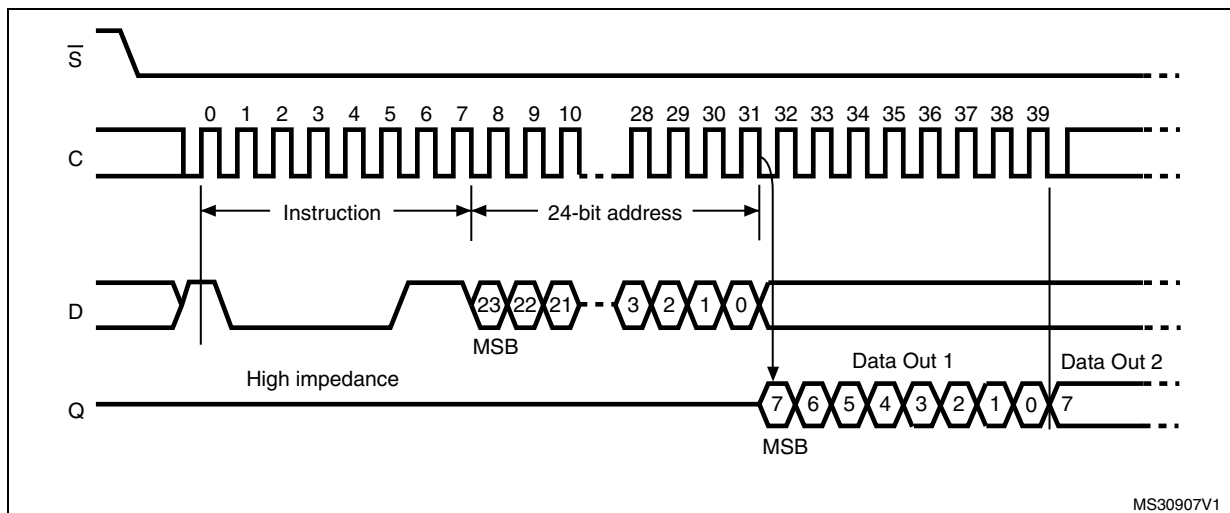 S̅
0 1 2 3 4 5 6 7 8 9 10 28 29 30 31 32 33 34 35 36 37 38 39
C
Instruction 24-bit address
D
23 22 21 3 2 1 0
MSB
High impedance Data Out 1 Data Out 2
Q
7 6 5 4 3 2 1 0 7
MSB
MS30907V1